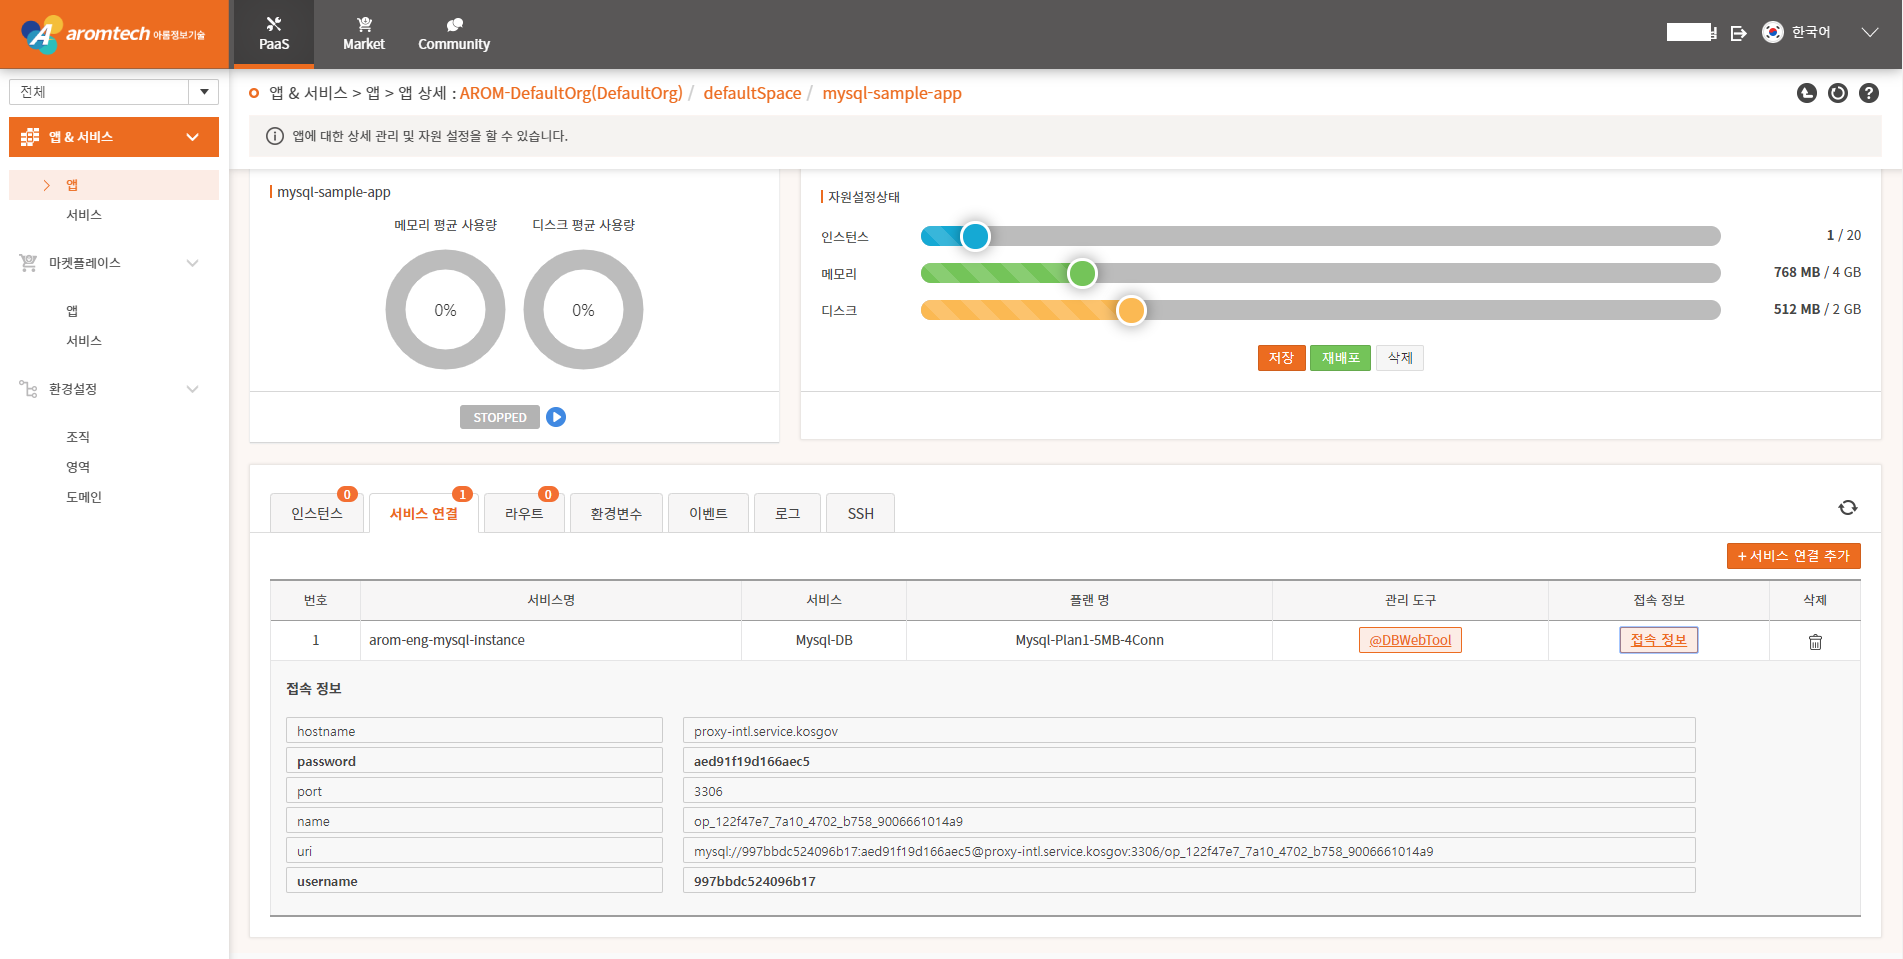 aromtech 아롬정보기술
PaaS
Market
Community
한국어
전체
앱 & 서비스 > 앱 > 앱 상세 : AROM-DefaultOrg(DefaultOrg) / defaultSpace / mysql-sample-app
앱에 대한 상세 관리 및 자원 설정을 할 수 있습니다.
앱 & 서비스
앱
서비스
마켓플레이스
앱
서비스
환경설정
조직
영역
도메인
mysql-sample-app
메모리 평균 사용량
디스크 평균 사용량
0%
0%
STOPPED
자원설정상태
인스턴스
1 / 20
메모리
768 MB / 4 GB
디스크
512 MB / 2 GB
저장
재배포
삭제
인스턴스 0
서비스 연결 1
라우트 0
환경변수
이벤트
로그
SSH
+ 서비스 연결 추가
번호 서비스명 서비스 플랜 명 관리 도구 접속 정보 삭제
1 arom-eng-mysql-instance Mysql-DB Mysql-Plan1-5MB-4Conn @DBWebTool 접속 정보
접속 정보
hostname proxy-intl.service.kosgov
password aed91f19d166aec5
port 3306
name op_122f47e7_7a10_4702_b758_9006661014a9
uri mysql://997bbdc524096b17:aed91f19d166aec5@proxy-intl.service.kosgov:3306/op_122f47e7_7a10_4702_b758_9006661014a9
username 997bbdc524096b17